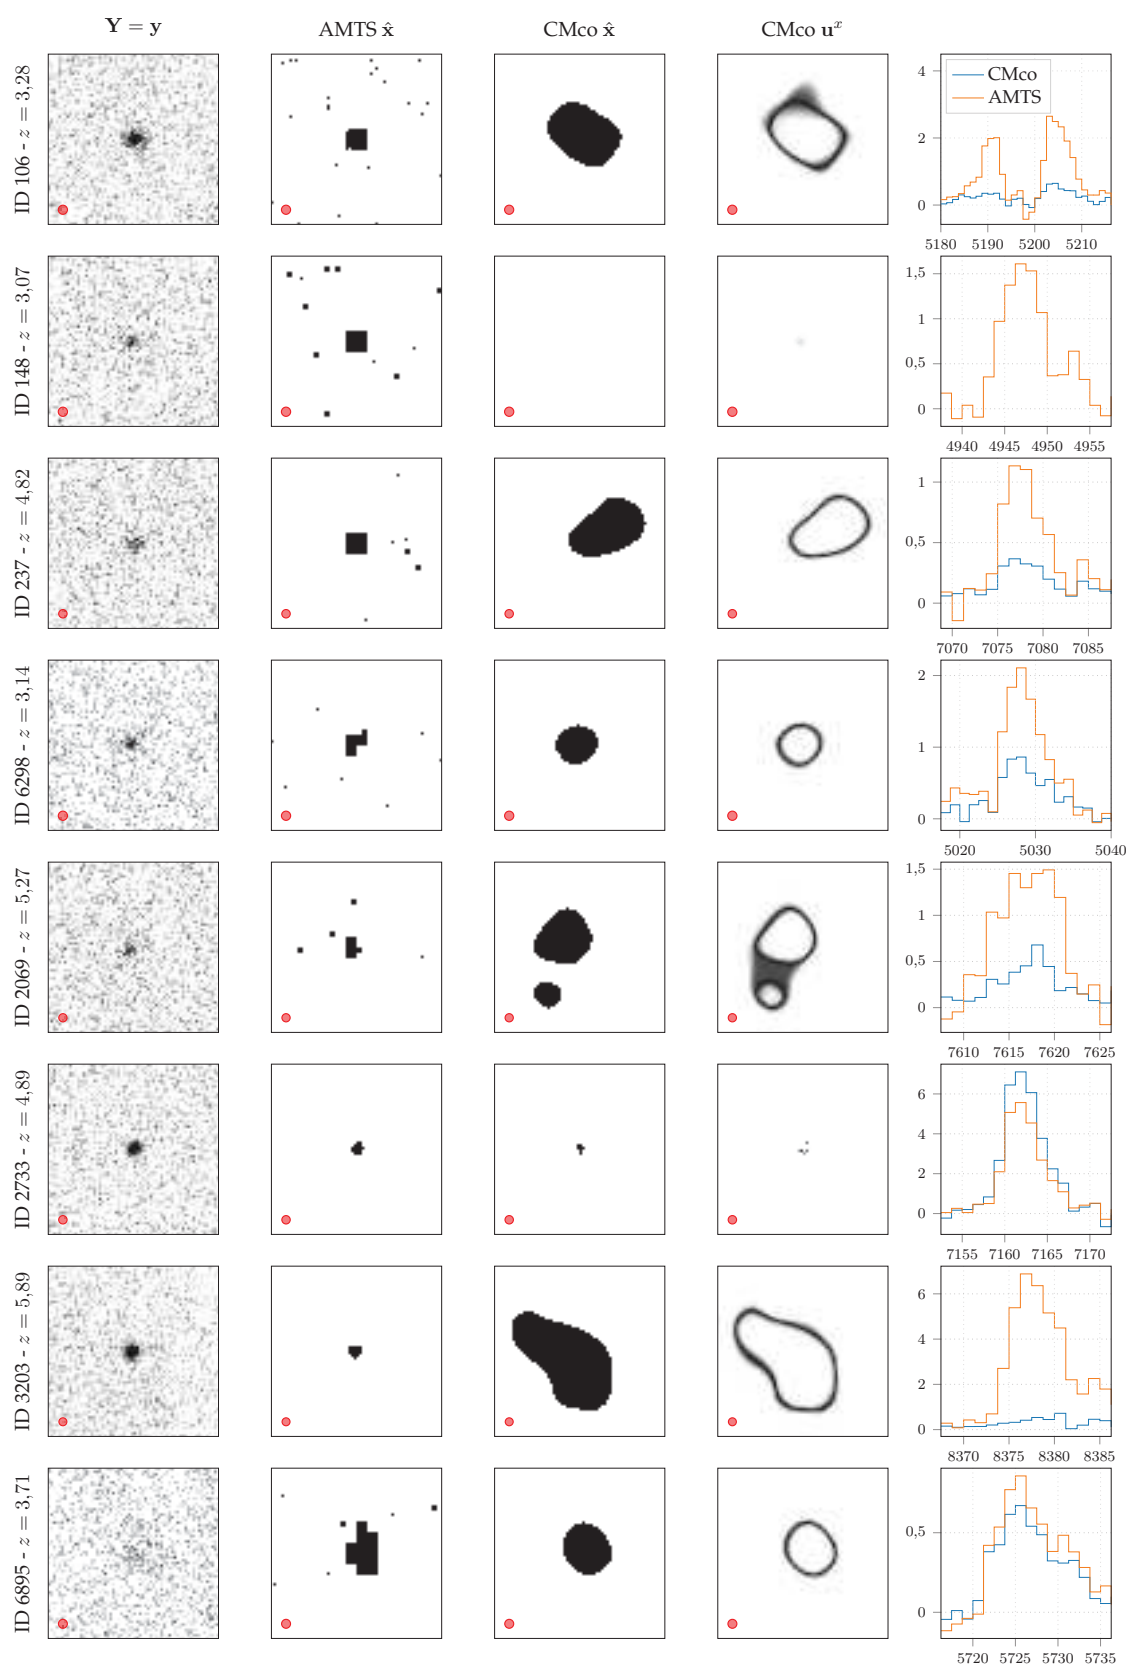 Y = y AMTS x̂ CMco x̂ CMco uˣ
ID 106 - z = 3,28
CMco
AMTS
4
2
0
5180 5190 5200 5210
ID 148 - z = 3,07
1,5
1
0,5
0
4940 4945 4950 4955
ID 237 - z = 4,82
1
0,5
0
7070 7075 7080 7085
ID 6298 - z = 3,14
2
1
0
5020 5030 5040
ID 2069 - z = 5,27
1,5
1
0,5
0
7610 7615 7620 7625
ID 2733 - z = 4,89
6
4
2
0
7155 7160 7165 7170
ID 3203 - z = 5,89
6
4
2
0
8370 8375 8380 8385
ID 6895 - z = 3,71
0,5
0
5720 5725 5730 5735